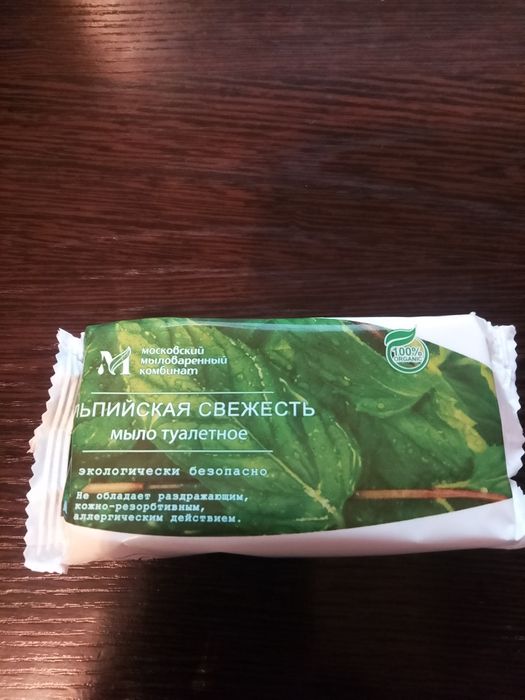 московский
мыловаренный
комбинат
100%
ORGANIC
ЛЬПИЙСКАЯ СВЕЖЕСТЬ
мыло туалетное
экологически безопасно
Не обладает раздражающим,
кожно-резорбтивным,
аллергическим действием.